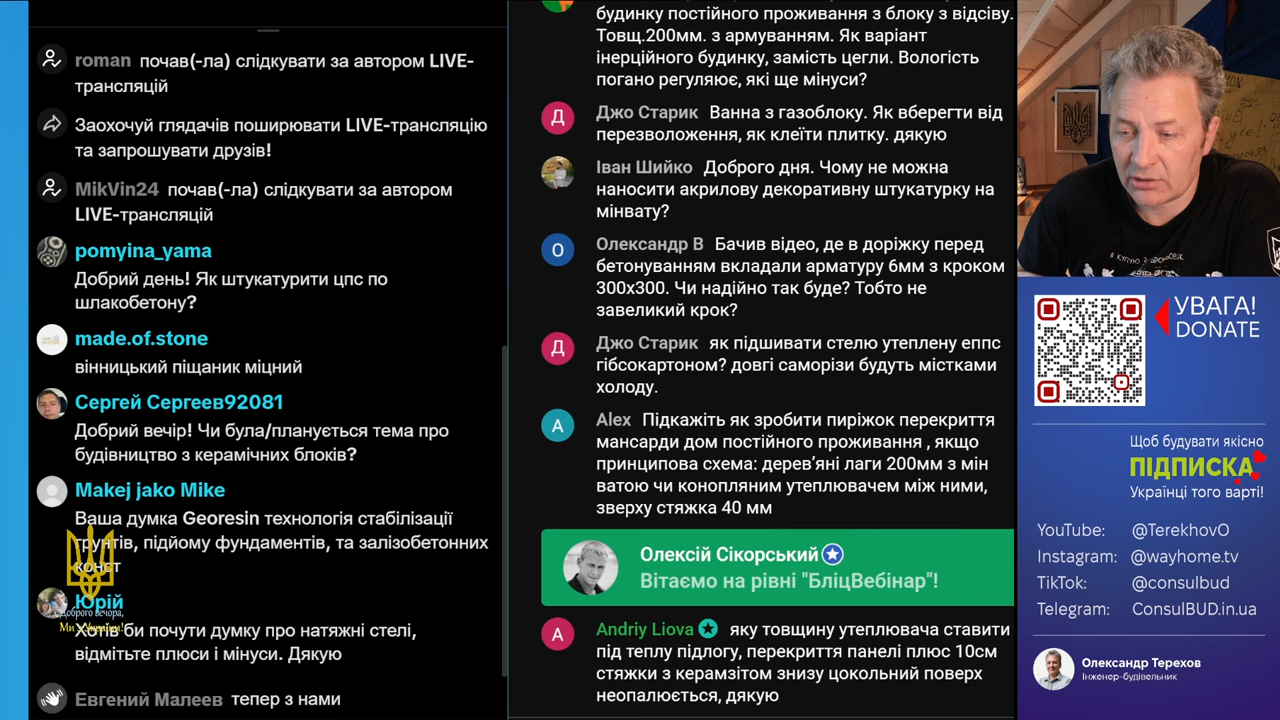 roman почав(-ла) слідкувати за автором LIVE-
трансляцій
Заохочуй глядачів поширювати LIVE-трансляцію
та запрошувати друзів!
MikVin24 почав(-ла) слідкувати за автором
LIVE-трансляцій
pomyina_yama
Добрий день! Як штукатурити цпс по
шлакобетону?
made.of.stone
вінницький піщаник міцний
Сергей Сергеев92081
Добрий вечір! Чи була/планується тема про
будівництво з керамічних блоків?
Makej jako Mike
Ваша думка Georesin технологія стабілізації
ґрунтів, підйому фундаментів, та залізобетонних
конст
Юрій
Доброго вечора,
Ми з України!
Хотів би почути думку про натяжні стелі,
відмітьте плюси і мінуси. Дякую
Евгений Малеев тепер з нами
будинку постійного проживання з блоку з відсіву.
Товщ.200мм. з армуванням. Як варіант
інерційного будинку, замість цегли. Вологість
погано регуляює, які ще мінуси?
Д
Джо Старик Ванна з газоблоку. Як вберегти від
перезволоження, як клеїти плитку. дякую
Іван Шийко Доброго дня. Чому не можна
наносити акрилову декоративну штукатурку на
мінвату?
О
Олександр В Бачив відео, де в доріжку перед
бетонуванням вкладали арматуру 6мм з кроком
300х300. Чи надійно так буде? Тобто не
завеликий крок?
Д
Джо Старик як підшивати стелю утеплену еппс
гібсокартоном? довгі саморізи будуть містками
холоду.
A
Alex Підкажіть як зробити пиріжок перекриття
мансарди дом постійного проживання , якщо
принципова схема: дерев’яні лаги 200мм з мін
ватою чи конопляним утеплювачем між ними,
зверху стяжка 40 мм
Олексій Сікорський
Вітаємо на рівні "БліцВебінар"!
A
Andriy Liova яку товщину утеплювача ставити
під теплу підлогу, перекриття панелі плюс 10см
стяжки з керамзітом знизу цокольний поверх
неопалюється, дякую
УВАГА!
DONATE
Щоб будувати якісно
ПІДПИСКА
Українці того варті!
YouTube: @TerekhovO
Instagram: @wayhome.tv
TikTok: @consulbud
Telegram: ConsulBUD.in.ua
Олександр Терехов
Інженер-будівельник